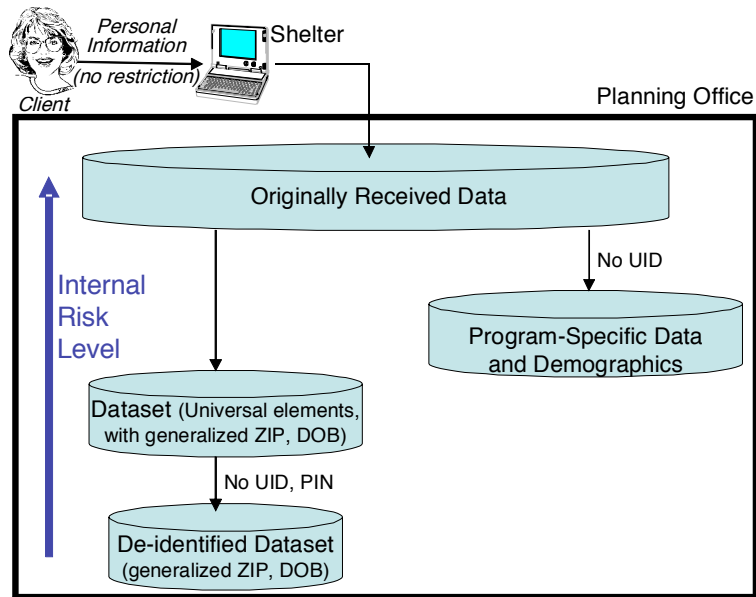 Personal
Information
(no restriction)
Client
Shelter
Planning Office
Originally Received Data
No UID
Internal
Risk
Level
Program-Specific Data
and Demographics
Dataset (Universal elements,
with generalized ZIP, DOB)
No UID, PIN
De-identified Dataset
(generalized ZIP, DOB)